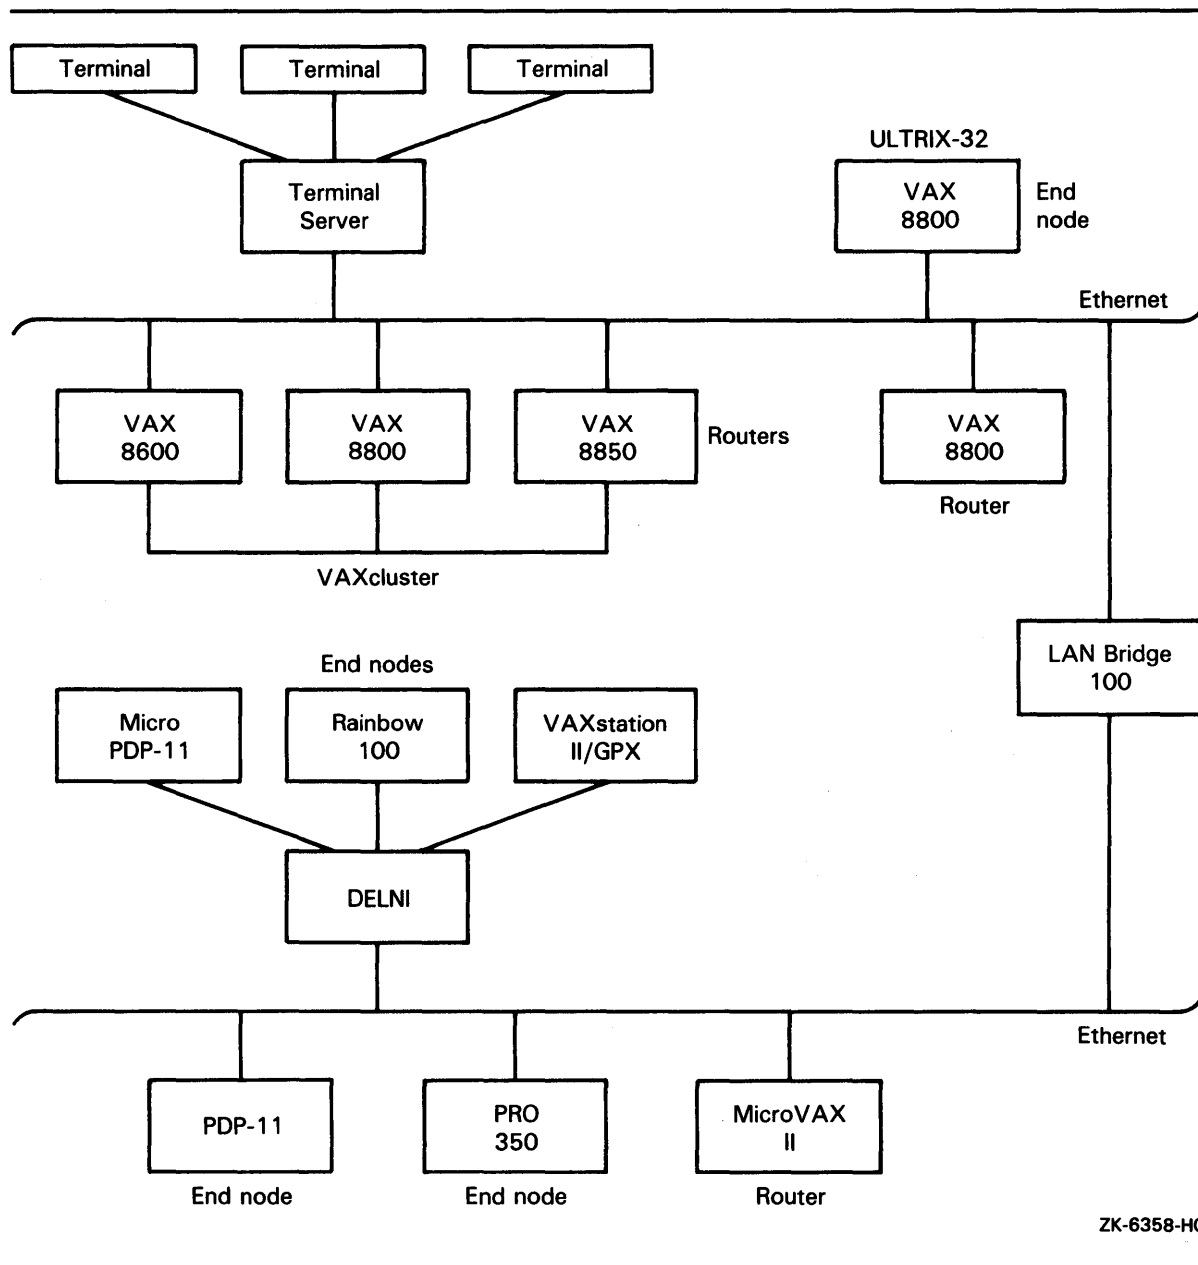 Terminal
Terminal
Terminal
Terminal
Server
ULTRIX-32
VAX
8800
End
node
Ethernet
VAX
8600
VAX
8800
VAX
8850
Routers
VAX
8800
Router
VAXcluster
LAN Bridge
100
End nodes
Micro
PDP-11
Rainbow
100
VAXstation
II/GPX
DELNI
Ethernet
PDP-11
End node
PRO
350
End node
MicroVAX
II
Router
ZK-6358-HC